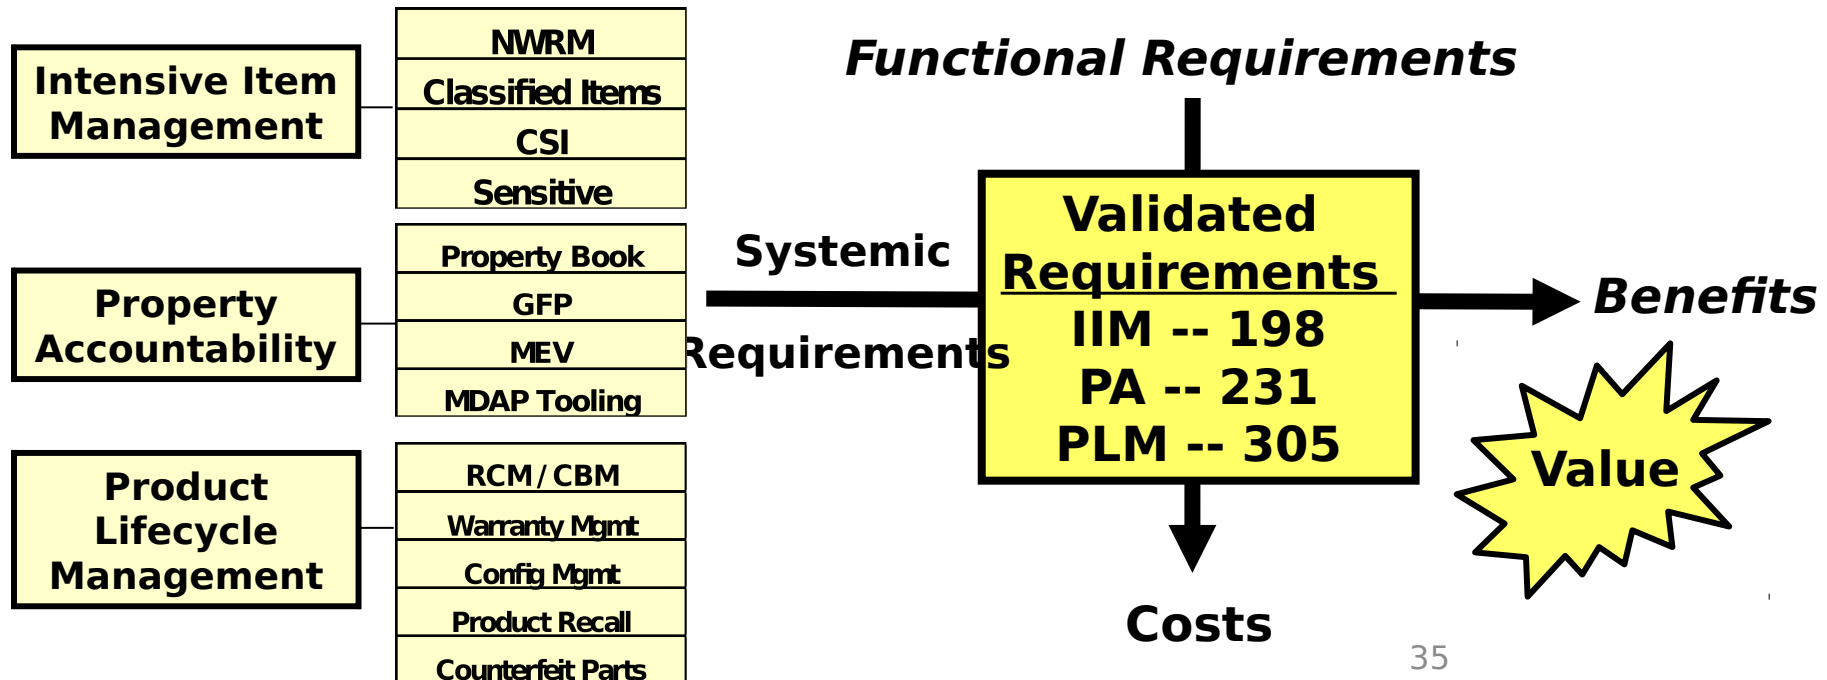 Intensive Item
Management
NWRM
Classified Items
CSI
Sensitive
Property
Accountability
Property Book
GFP
MEV
MDAP Tooling
Product
Lifecycle
Management
RCM / CBM
Warranty Mgmt
Config Mgmt
Product Recall
Counterfeit Parts
Systemic
Requirements
Functional Requirements
Validated
Requirements
IIM -- 198
PA -- 231
PLM -- 305
Benefits
Value
Costs
35